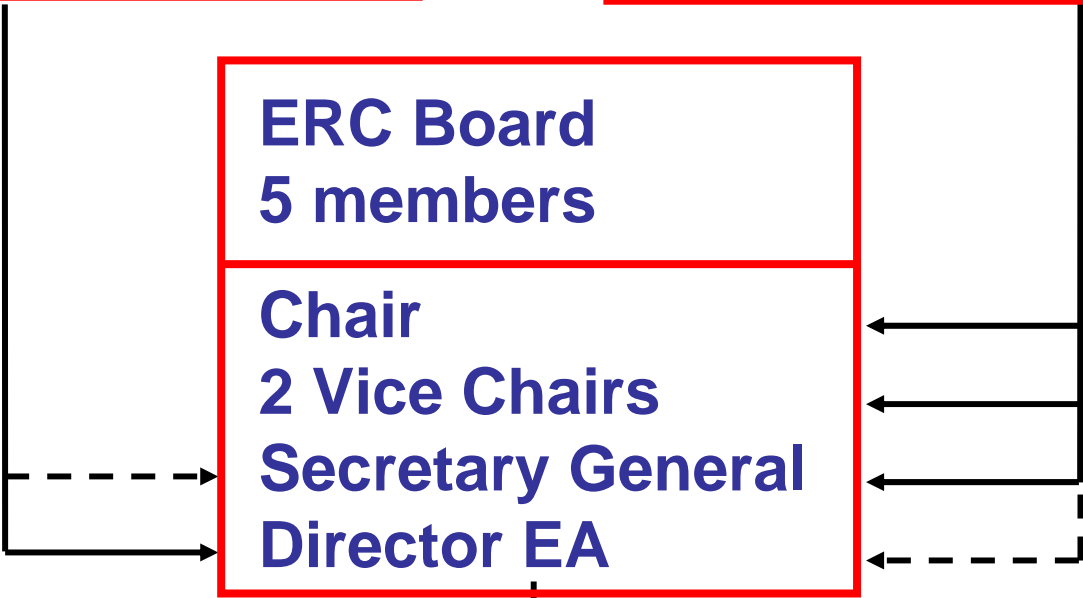 ERC Board
5 members
Chair
2 Vice Chairs
Secretary General
Director EA